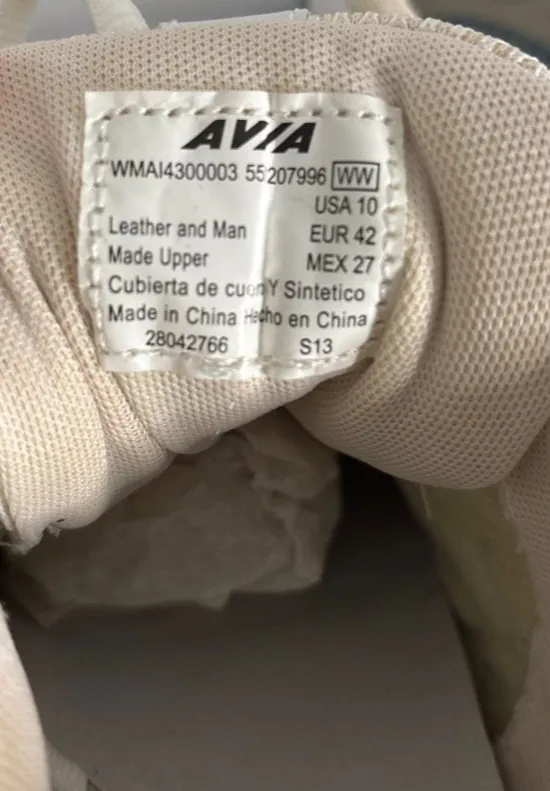 AVIA
WMAI4300003 55207996 WW
USA 10
Leather and Man EUR 42
Made Upper MEX 27
Cubierta de cuero Y Sintetico
Made in China Hecho en China
28042766 S13